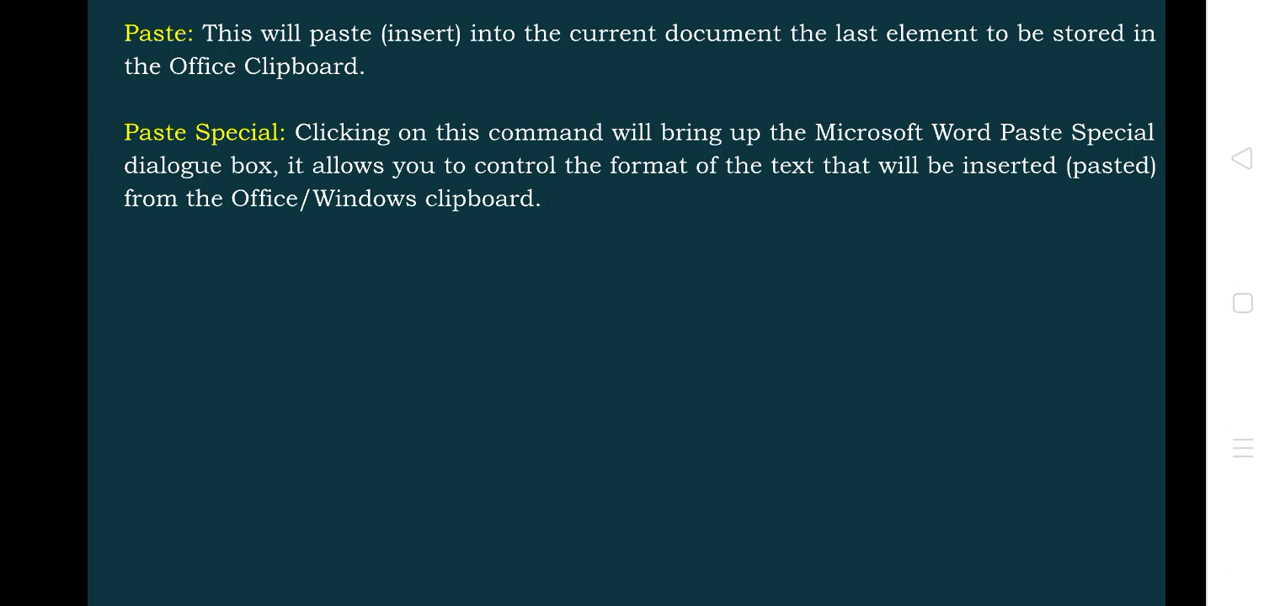 Paste: This will paste (insert) into the current document the last element to be stored in
the Office Clipboard.
Paste Special: Clicking on this command will bring up the Microsoft Word Paste Special
dialogue box, it allows you to control the format of the text that will be inserted (pasted)
from the Office/Windows clipboard.